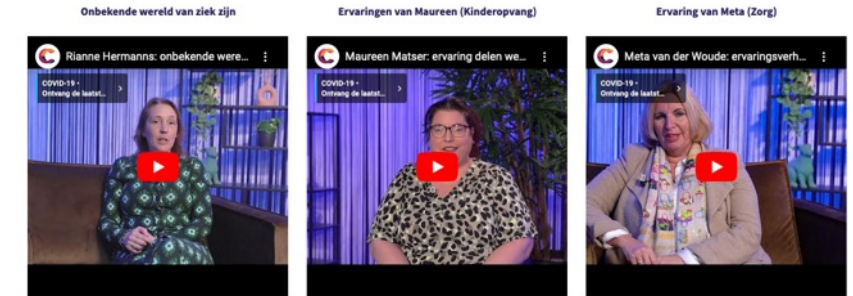 Onbekende wereld van ziek zijn
Ervaringen van Maureen (Kinderopvang)
Ervaring van Meta (Zorg)
Rianne Hermanns: onbekende were...
COVID-19 •
Ontvang de laatst...
Maureen Matser: ervaring delen we...
COVID-19 •
Ontvang de laatst...
Meta van der Woude: ervaringsverh...
COVID-19 •
Ontvang de laatst...